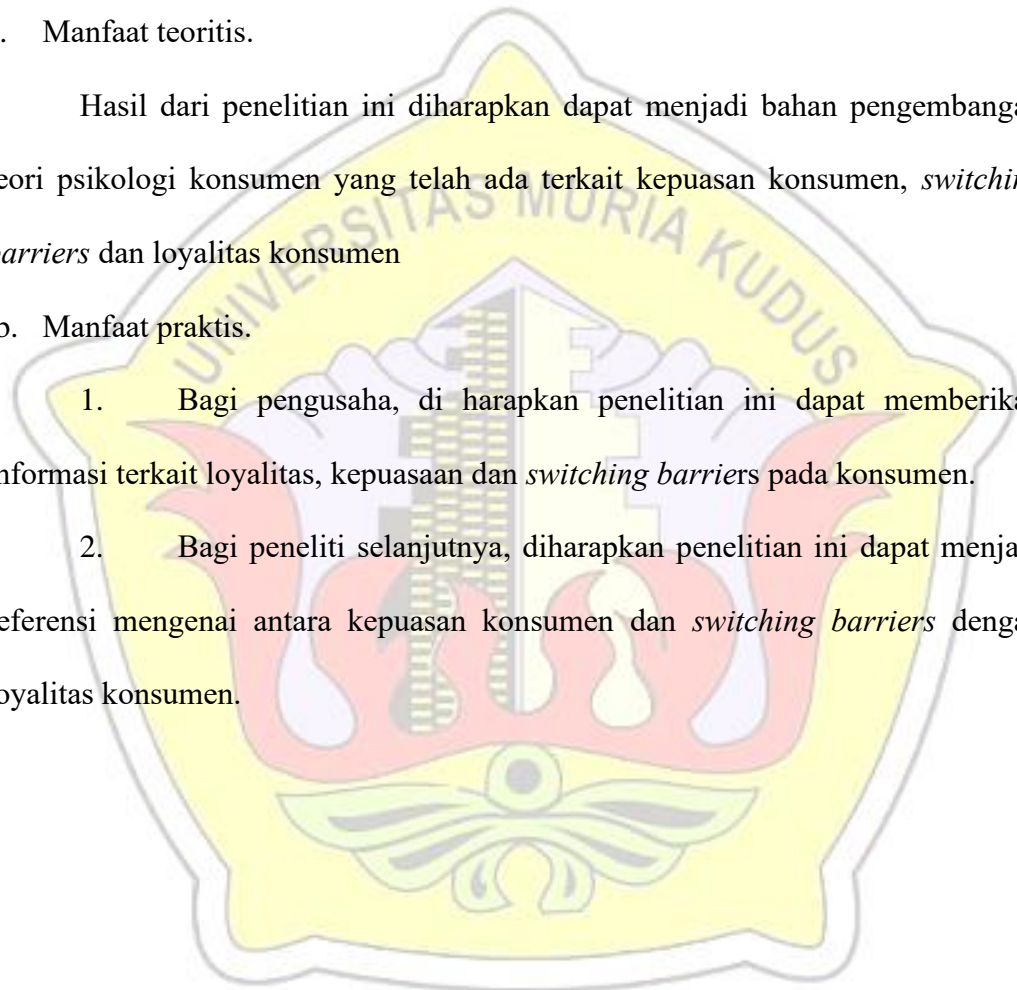 . Manfaat teoritis.
Hasil dari penelitian ini diharapkan dapat menjadi bahan pengembanga
eori psikologi konsumen yang telah ada terkait kepuasan konsumen, switchin
barriers dan loyalitas konsumen
b. Manfaat praktis.
1. Bagi pengusaha, di harapkan penelitian ini dapat memberika
nformasi terkait loyalitas, kepuasaan dan switching barriers pada konsumen.
2. Bagi peneliti selanjutnya, diharapkan penelitian ini dapat menja
eferensi mengenai antara kepuasan konsumen dan switching barriers denga
oyalitas konsumen.
UNIVERSITAS MURIA KUDUS